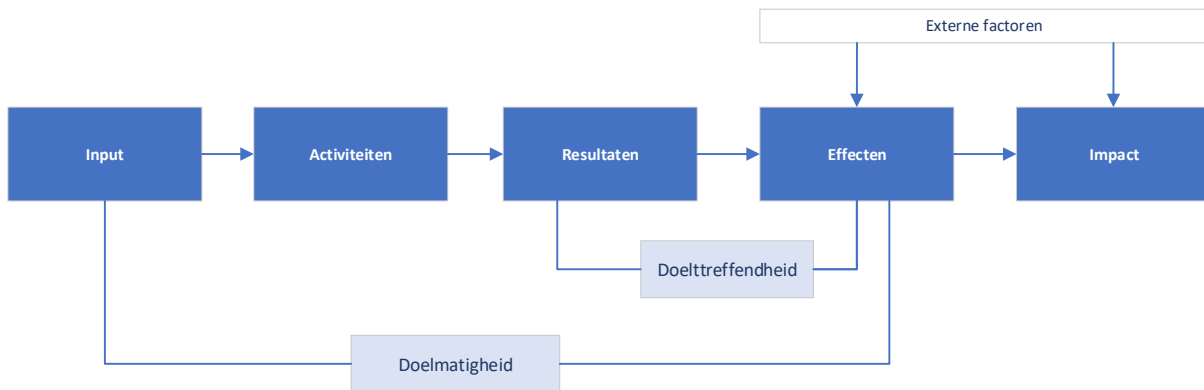 Externe factoren
Input
Activiteiten
Resultaten
Effecten
Impact
Doelttreffendheid
Doelmatigheid